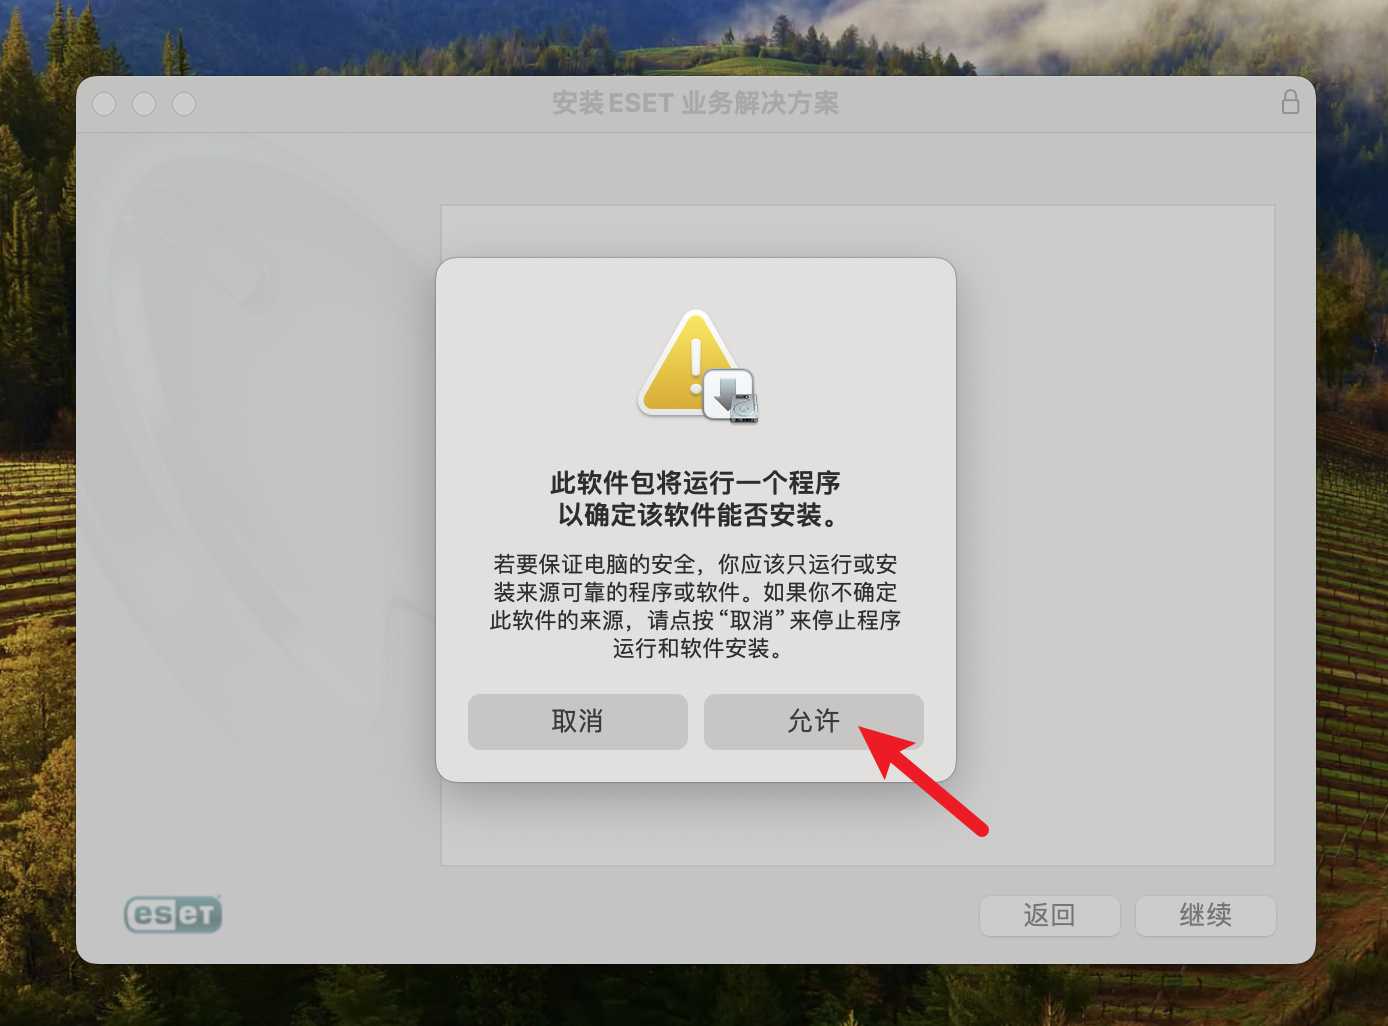 安装 ESET 业务解决方案
此软件包将运行一个程序
以确定该软件能否安装。
若要保证电脑的安全，你应该只运行或安
装来源可靠的程序或软件。如果你不确定
此软件的来源，请点按“取消”来停止程序
运行和软件安装。
取消
允许
eseT
返回
继续